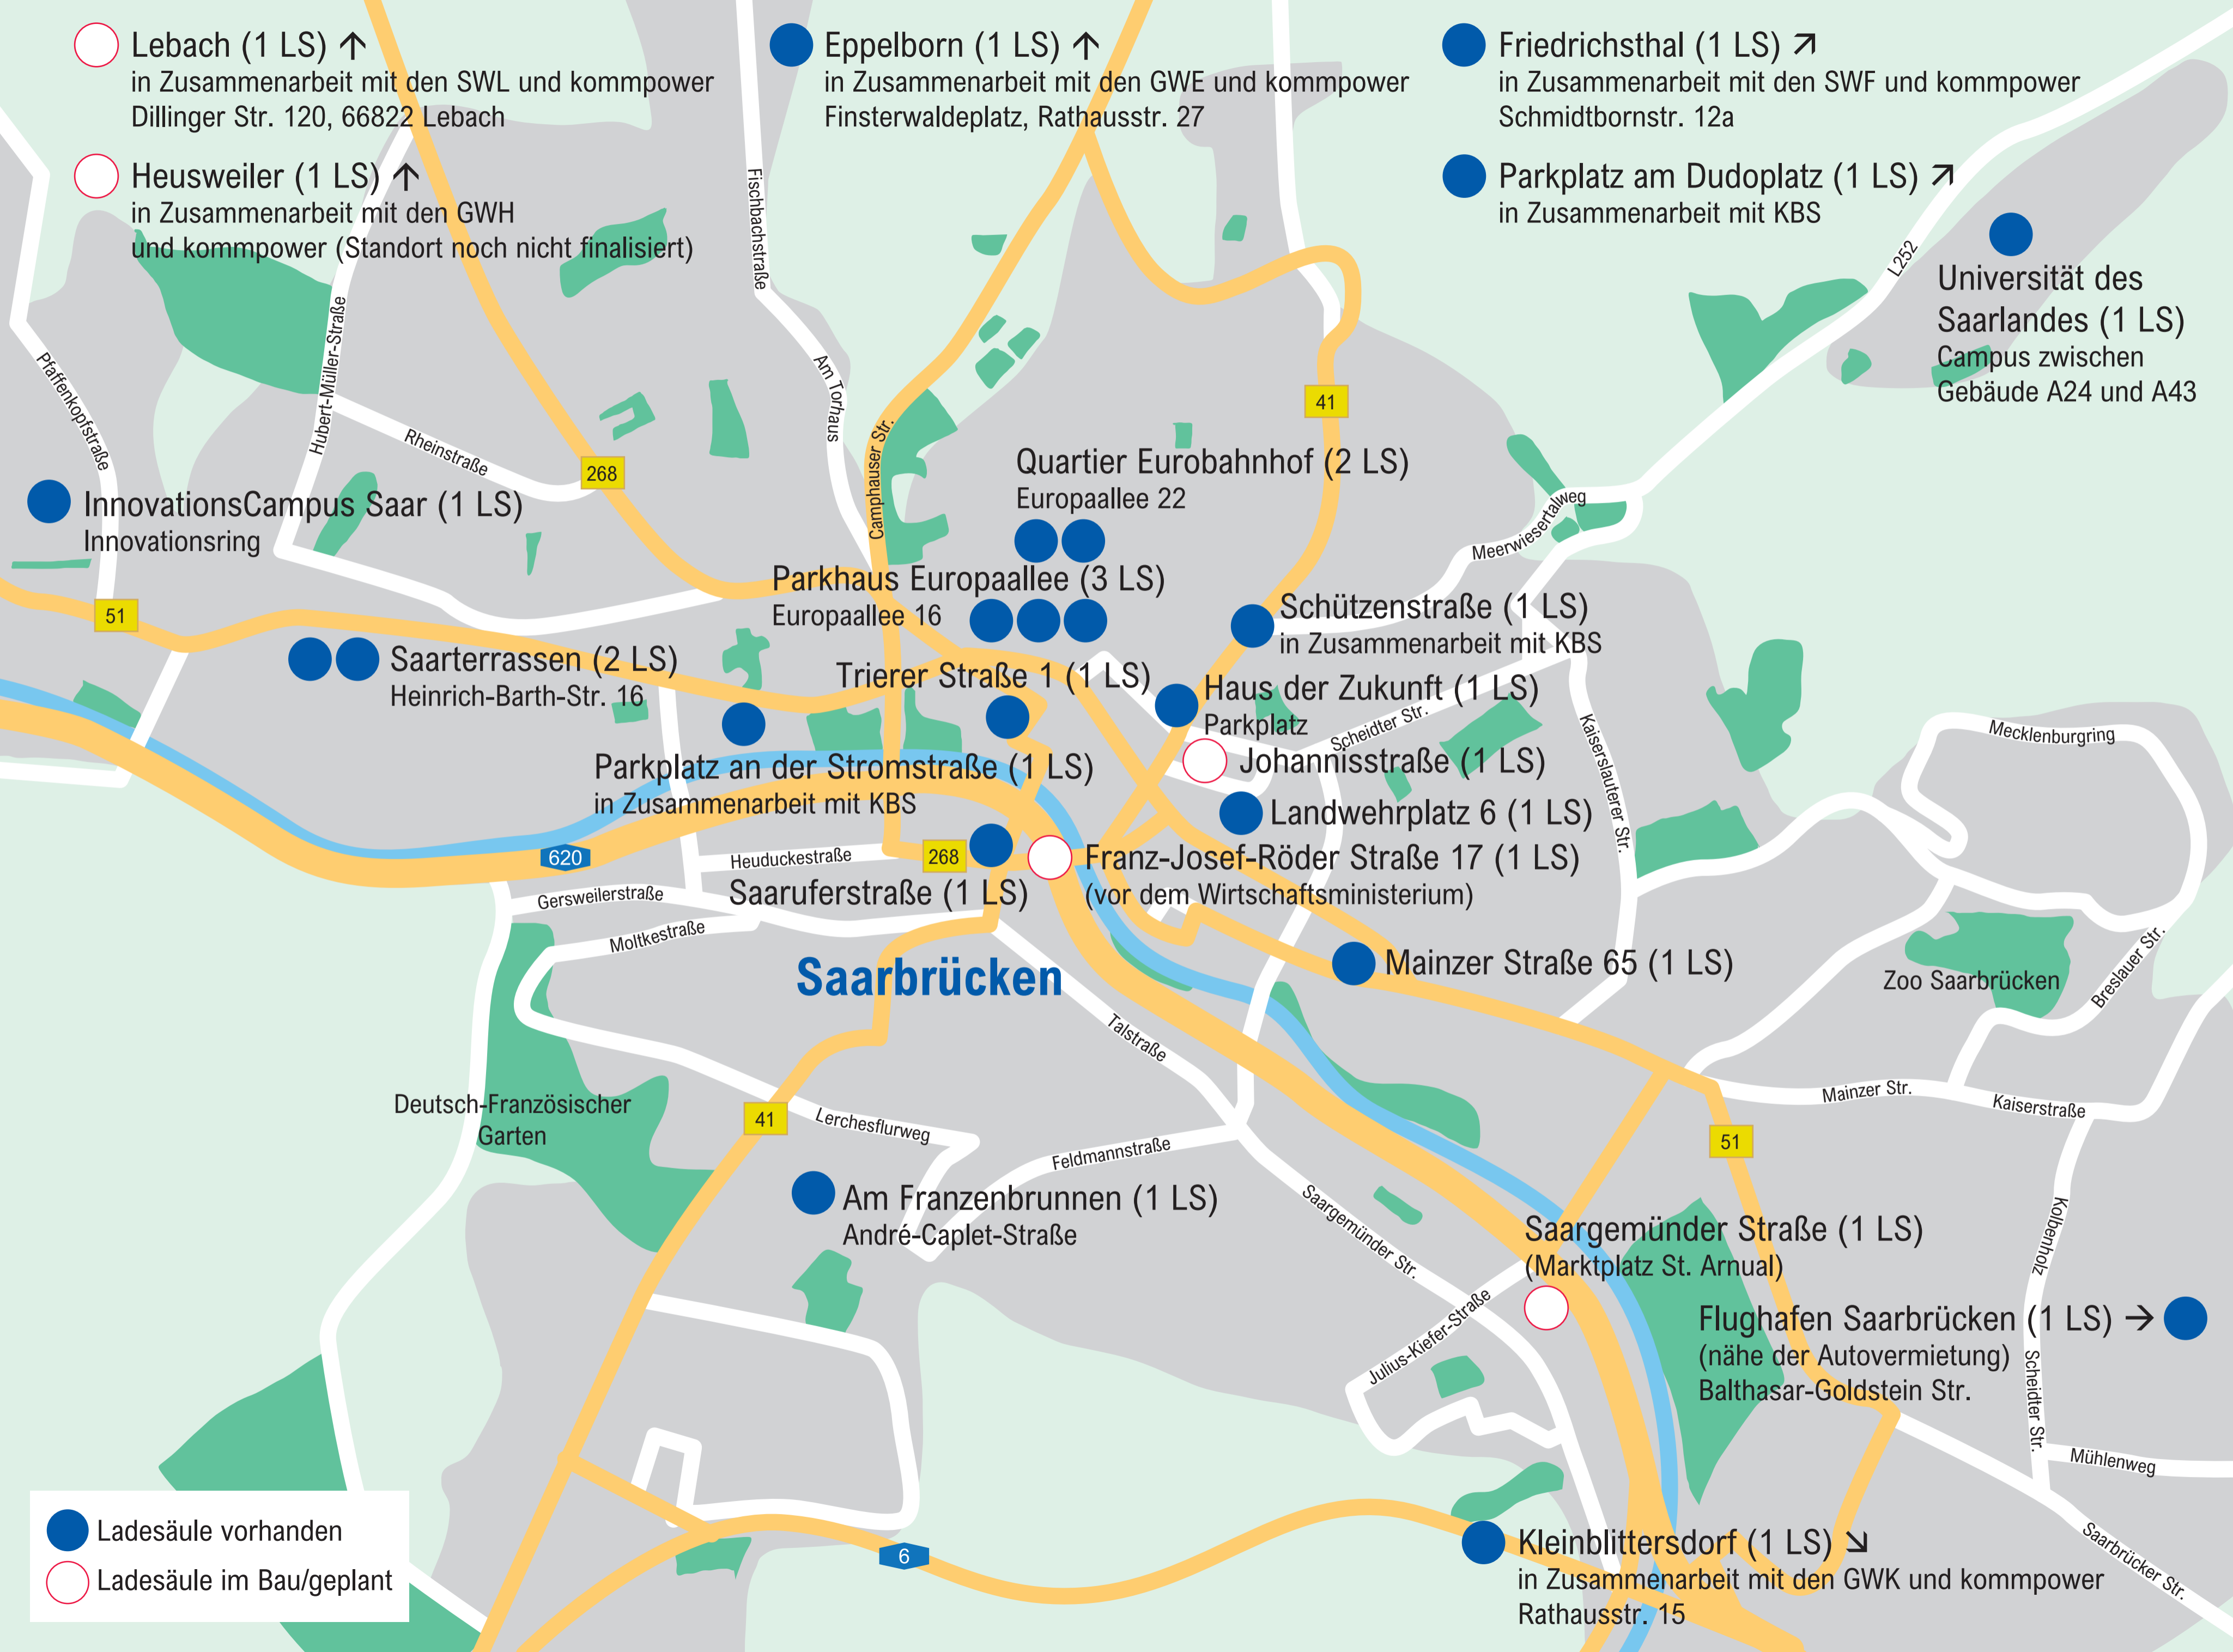 Lebach (1 LS) ↑
in Zusammenarbeit mit den SWL und kommpower
Dillinger Str. 120, 66822 Lebach
Heusweiler (1 LS) ↑
in Zusammenarbeit mit den GWH
und kommpower (Standort noch nicht finalisiert)
Eppelborn (1 LS) ↑
in Zusammenarbeit mit den GWE und kommpower
Finsterwaldeplatz, Rathausstr. 27
Friedrichsthal (1 LS) ↗
in Zusammenarbeit mit den SWF und kommpower
Schmidtbornstr. 12a
Parkplatz am Dudoplatz (1 LS) ↗
in Zusammenarbeit mit KBS
Universität des
Saarlandes (1 LS)
Campus zwischen
Gebäude A24 und A43
L252
Fischbachstraße
Am Torhaus
Pfaffenkopfstraße
Hubert-Müller-Straße
Rheinstraße
268
Camphauser Str.
41
Quartier Eurobahnhof (2 LS)
Europaallee 22
InnovationsCampus Saar (1 LS)
Innovationsring
Meerwiesertalweg
51
Parkhaus Europaallee (3 LS)
Europaallee 16
Schützenstraße (1 LS)
in Zusammenarbeit mit KBS
Saarterrassen (2 LS)
Heinrich-Barth-Str. 16
Trierer Straße 1 (1 LS)
Haus der Zukunft (1 LS)
Parkplatz
Scheidter Str.
Kaiserslauterer Str.
Mecklenburgring
Johannisstraße (1 LS)
Parkplatz an der Stromstraße (1 LS)
in Zusammenarbeit mit KBS
Landwehrplatz 6 (1 LS)
620
Heuduckestraße
268
Franz-Josef-Röder Straße 17 (1 LS)
(vor dem Wirtschaftsministerium)
Saaruferstraße (1 LS)
Gersweilerstraße
Moltkestraße
Saarbrücken
Mainzer Straße 65 (1 LS)
Zoo Saarbrücken
Breslauer Str.
Talstraße
Deutsch-Französischer
Garten
41
Lerchesflurweg
Feldmannstraße
Mainzer Str.
Kaiserstraße
51
Am Franzenbrunnen (1 LS)
André-Caplet-Straße
Saargemünder Str.
Saargemünder Straße (1 LS)
(Marktplatz St. Arnual)
Kolbenholz
Julius-Kiefer-Straße
Flughafen Saarbrücken (1 LS) →
(nähe der Autovermietung)
Balthasar-Goldstein Str.
Scheidter Str.
Mühlenweg
Saarbrücker Str.
6
Kleinblittersdorf (1 LS) ↘
in Zusammenarbeit mit den GWK und kommpower
Rathausstr. 15
Ladesäule vorhanden
Ladesäule im Bau/geplant